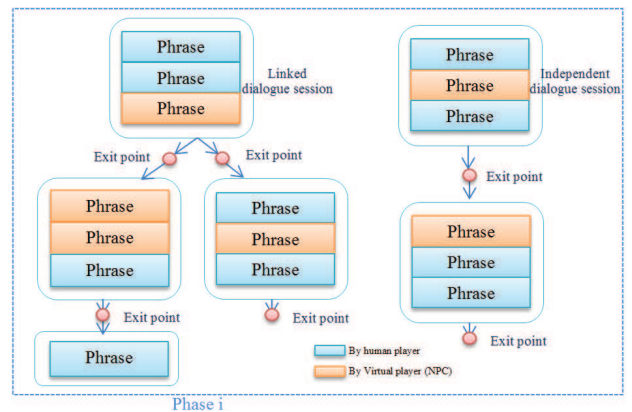 Phrase
Phrase
Phrase
Linked
dialogue session
Phrase
Phrase
Phrase
Independent
dialogue session
Exit point
Exit point
Exit point
Phrase
Phrase
Phrase
Phrase
Phrase
Phrase
Phrase
Phrase
Phrase
Exit point
Exit point
Exit point
Phrase
By human player
By Virtual player (NPC)
Phase i